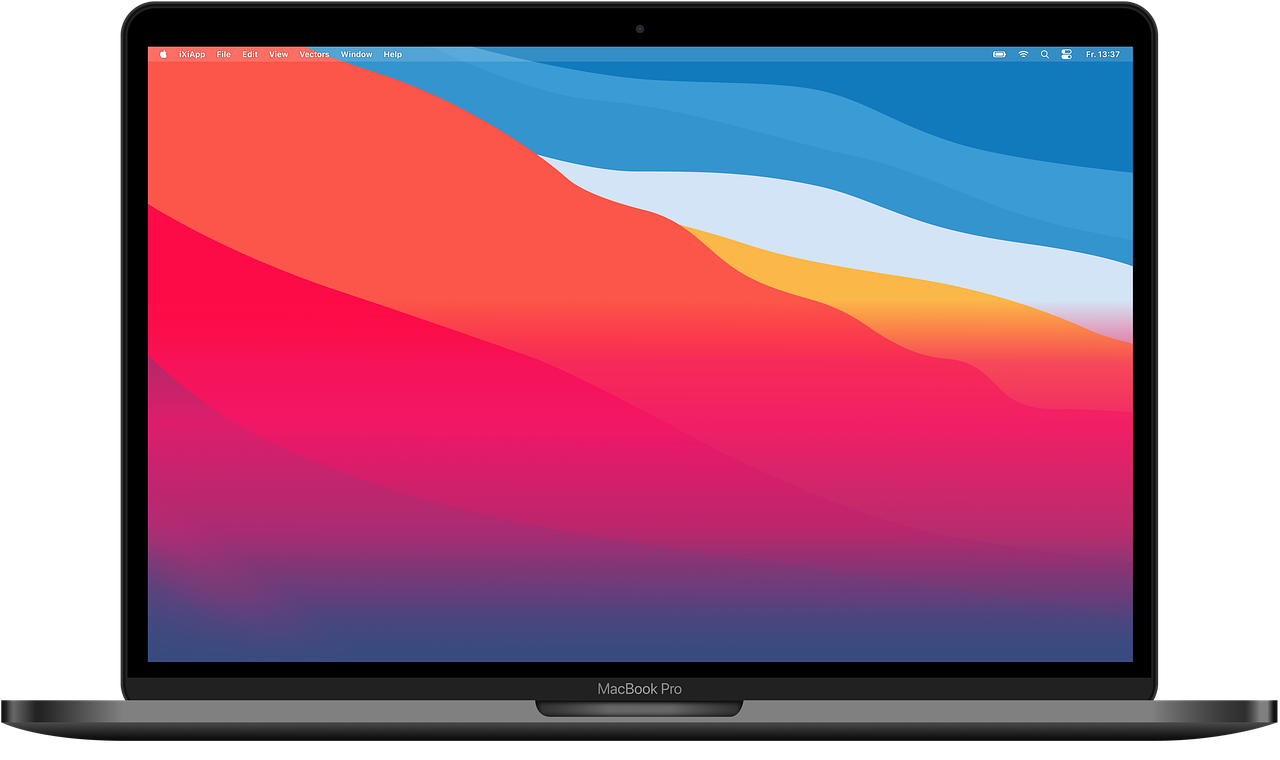 iXiApp File Edit View Vectors Window Help Fr. 13:37
MacBook Pro